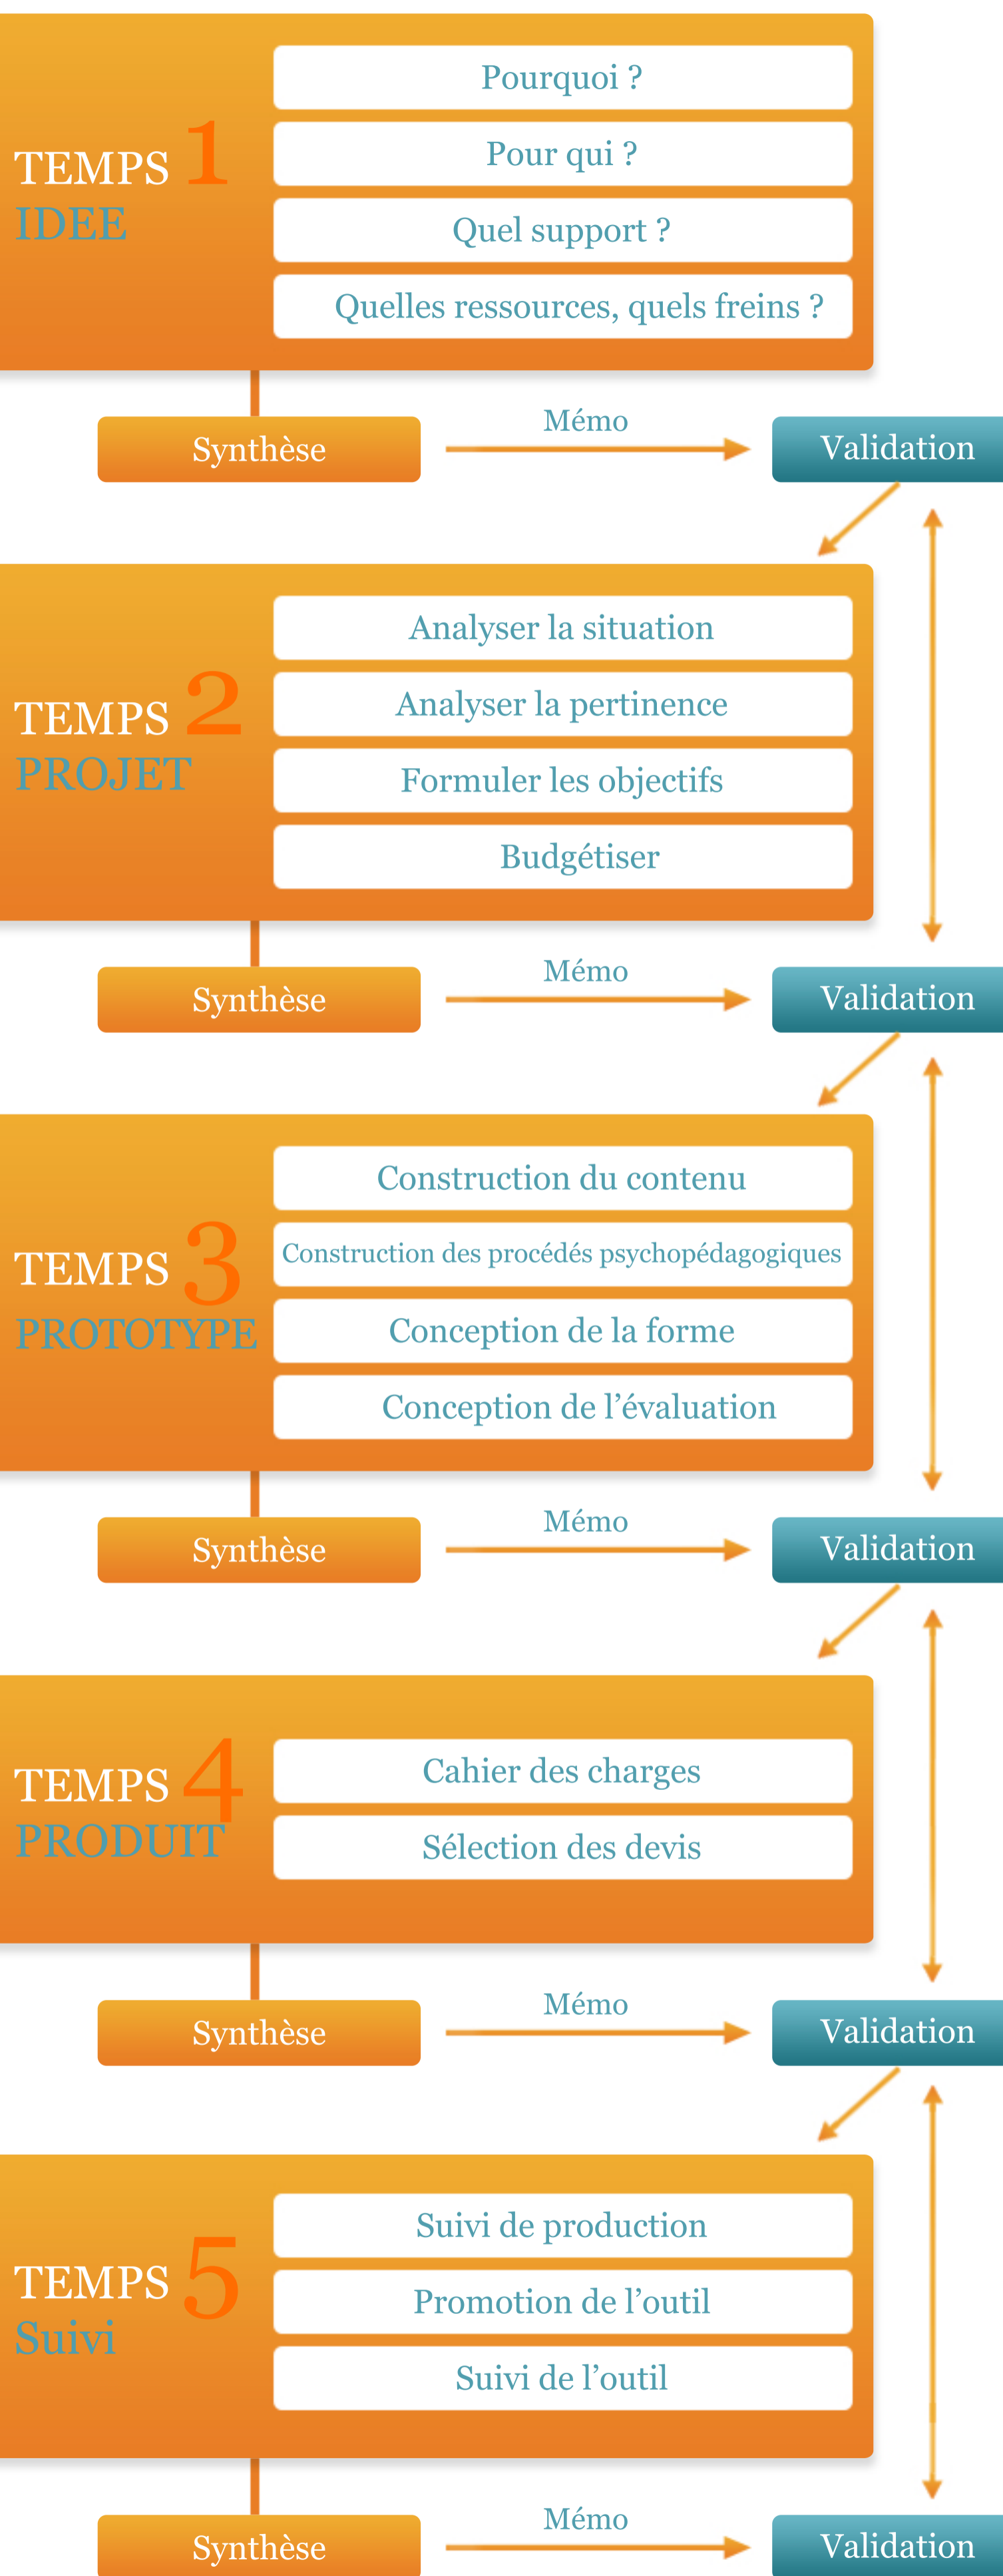 TEMPS 1
IDEE
Pourquoi ?
Pour qui ?
Quel support ?
Quelles ressources, quels freins ?
Synthèse
Mémo
Validation
TEMPS 2
PROJET
Analyser la situation
Analyser la pertinence
Formuler les objectifs
Budgétiser
Synthèse
Mémo
Validation
TEMPS 3
PROTOTYPE
Construction du contenu
Construction des procédés psychopédagogiques
Conception de la forme
Conception de l’évaluation
Synthèse
Mémo
Validation
TEMPS 4
PRODUIT
Cahier des charges
Sélection des devis
Synthèse
Mémo
Validation
TEMPS 5
Suivi
Suivi de production
Promotion de l’outil
Suivi de l’outil
Synthèse
Mémo
Validation